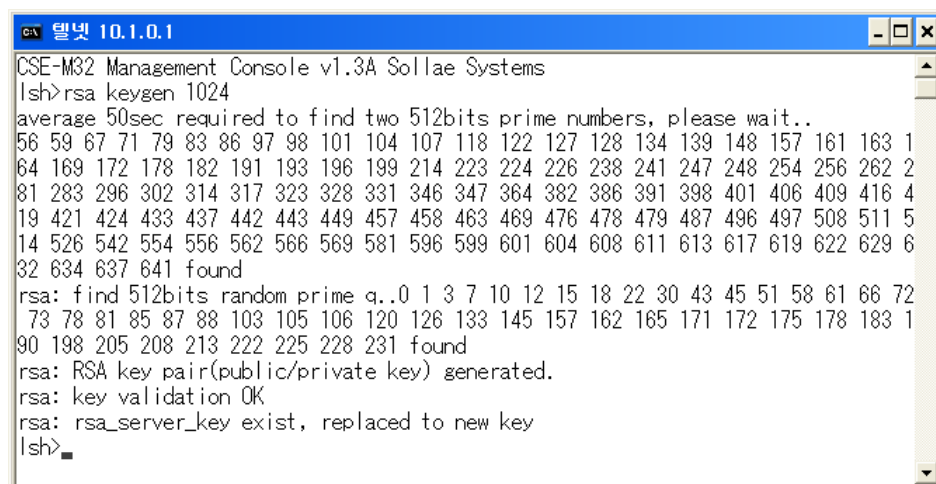 텔넷 10.1.0.1
CSE-M32 Management Console v1.3A Sollae Systems
lsh>rsa keygen 1024
average 50sec required to find two 512bits prime numbers, please wait..
56 59 67 71 79 83 86 97 98 101 104 107 118 122 127 128 134 139 148 157 161 163 1
64 169 172 178 182 191 193 196 199 214 223 224 226 238 241 247 248 254 256 262 2
81 283 296 302 314 317 323 328 331 346 347 364 382 386 391 398 401 406 409 416 4
19 421 424 433 437 442 443 449 457 458 463 469 476 478 479 487 496 497 508 511 5
14 526 542 554 556 562 566 569 581 596 599 601 604 608 611 613 617 619 622 629 6
32 634 637 641 found
rsa: find 512bits random prime q..0 1 3 7 10 12 15 18 22 30 43 45 51 58 61 66 72
73 78 81 85 87 88 103 105 106 120 126 133 145 157 162 165 171 172 175 178 183 1
90 198 205 208 213 222 225 228 231 found
rsa: RSA key pair(public/private key) generated.
rsa: key validation OK
rsa: rsa_server_key exist, replaced to new key
lsh>